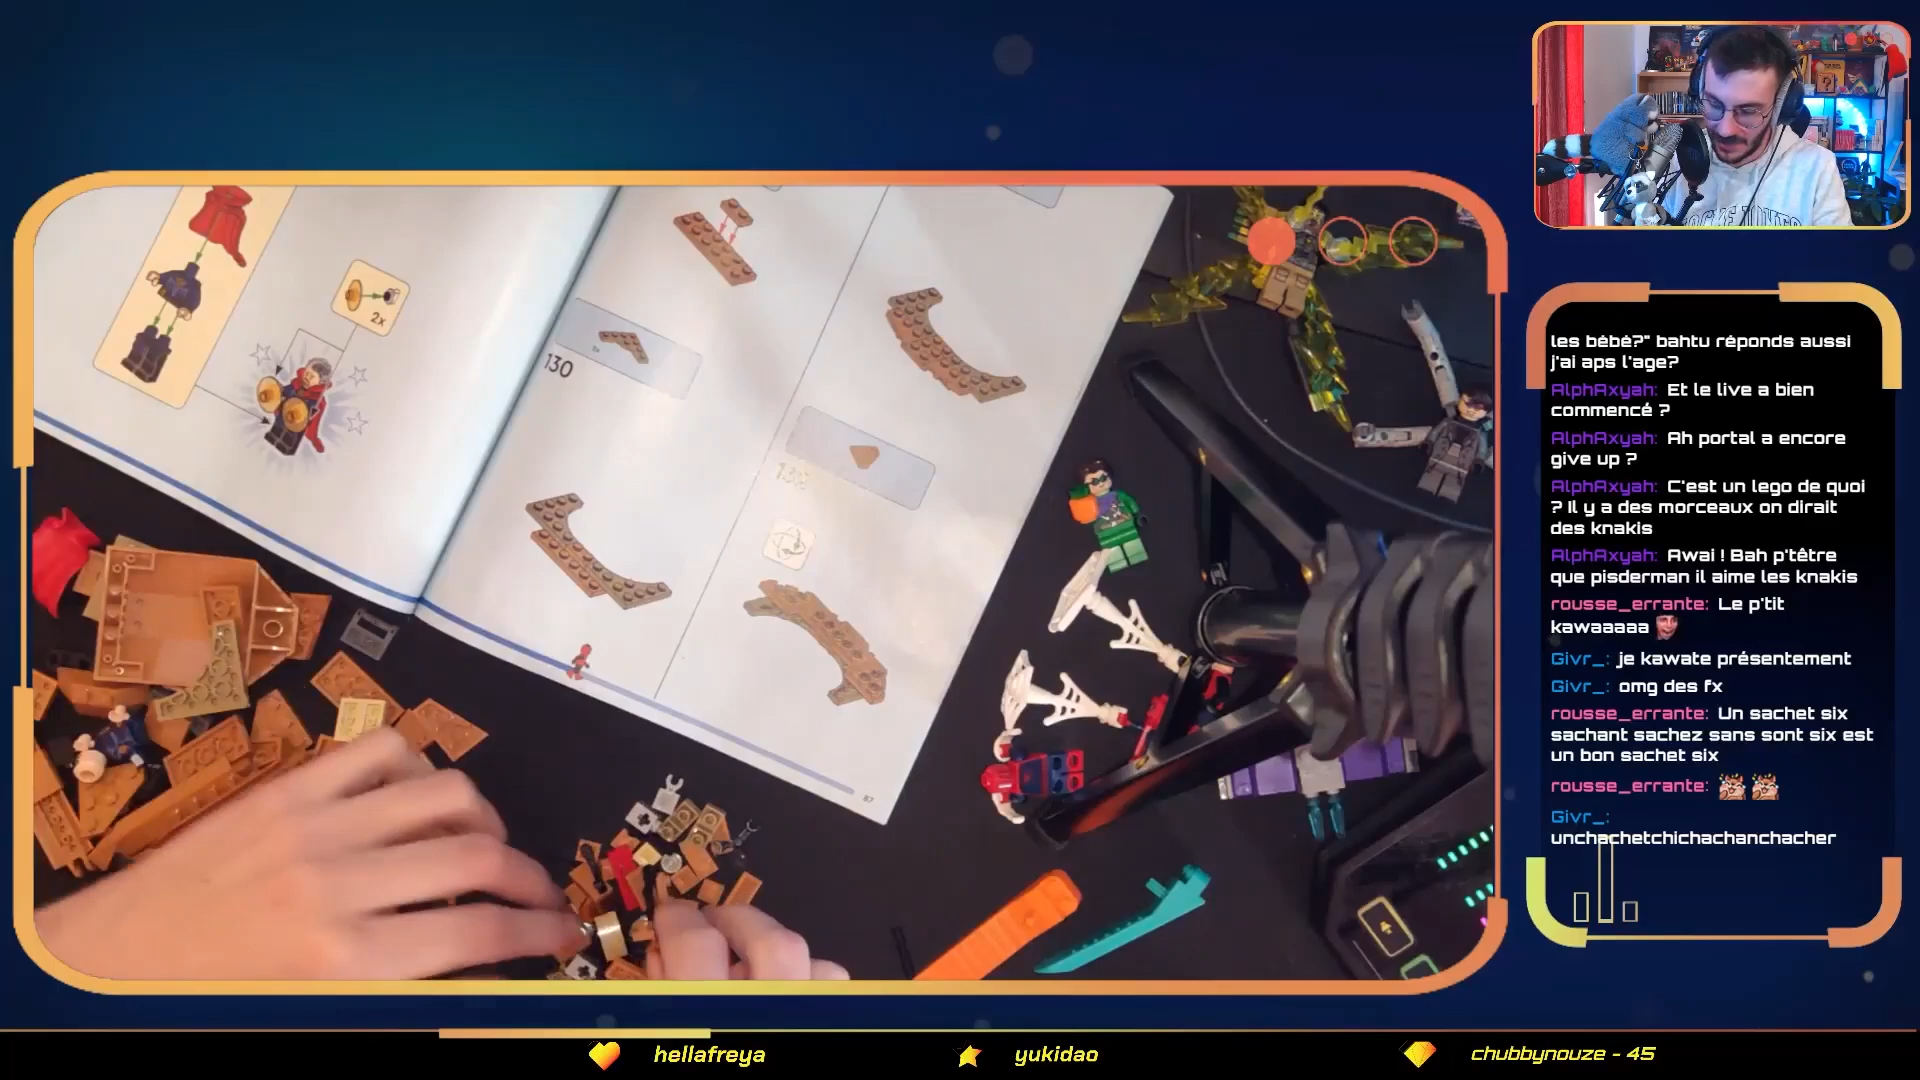 2x
130
87
les bébé?" bahtu réponds aussi
j'ai aps l'age?
AlphAxyah: Et le live a bien
commencé ?
AlphAxyah: Ah portal a encore
give up ?
AlphAxyah: C'est un lego de quoi
? Il y a des morceaux on dirait
des knakis
AlphAxyah: Awai ! Bah p'têtre
que pisderman il aime les knakis
rousse_errante: Le p'tit
kawaaaaa
Givr_: je kawate présentement
Givr_: omg des fx
rousse_errante: Un sachet six
sachant sachez sans sont six est
un bon sachet six
rousse_errante:
Givr_:
unchachetchichachanchacher
hellafreya
yukidao
chubbynouze - 45